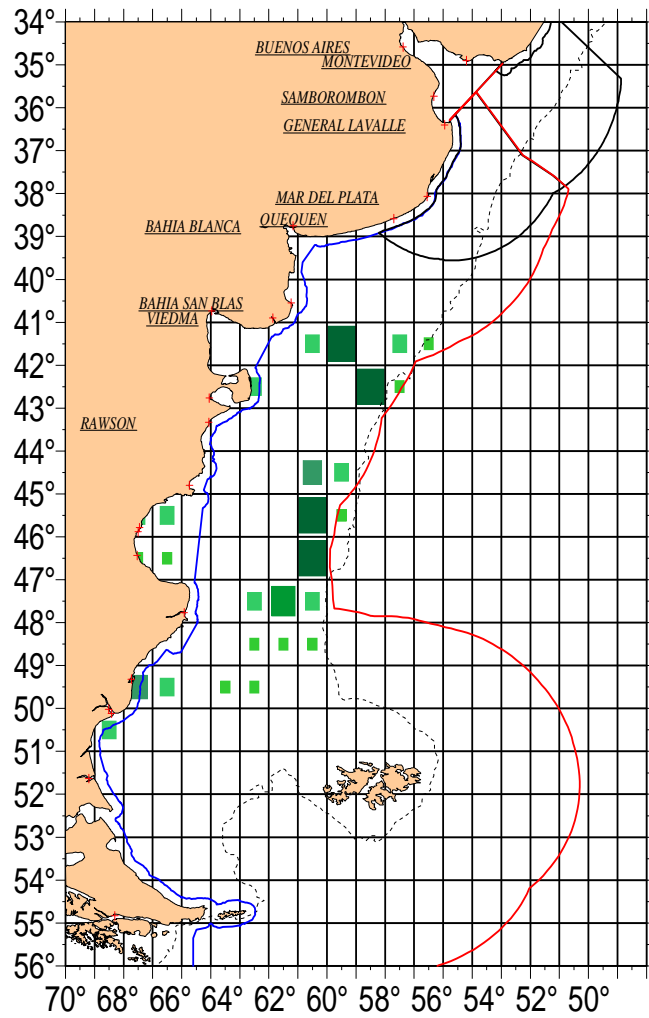 34°
BUENOS AIRES
MONTEVIDEO
35°
SAMBOROMBON
36°
GENERAL LAVALLE
37°
38°
MAR DEL PLATA
QUEQUEN
BAHIA BLANCA
39°
40°
BAHIA SAN BLAS
VIEDMA
41°
42°
43°
RAWSON
44°
45°
46°
47°
48°
49°
50°
51°
52°
53°
54°
55°
56°
70° 68° 66° 64° 62° 60° 58° 56° 54° 52° 50°